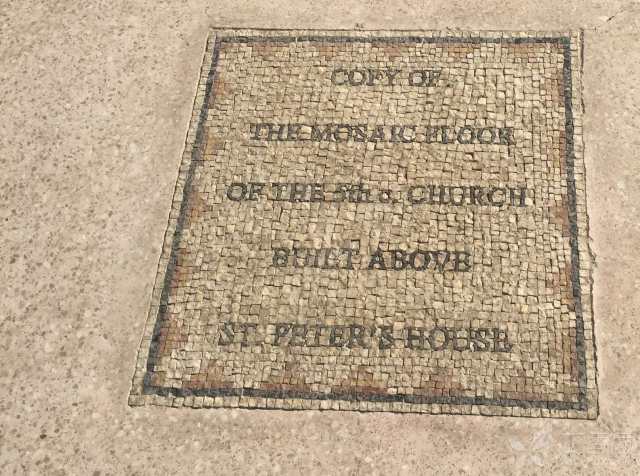 COPY OF
THE MOSAIC FLOOR
OF THE 5th c. CHURCH
BUILT ABOVE
ST. PETER'S HOUSE